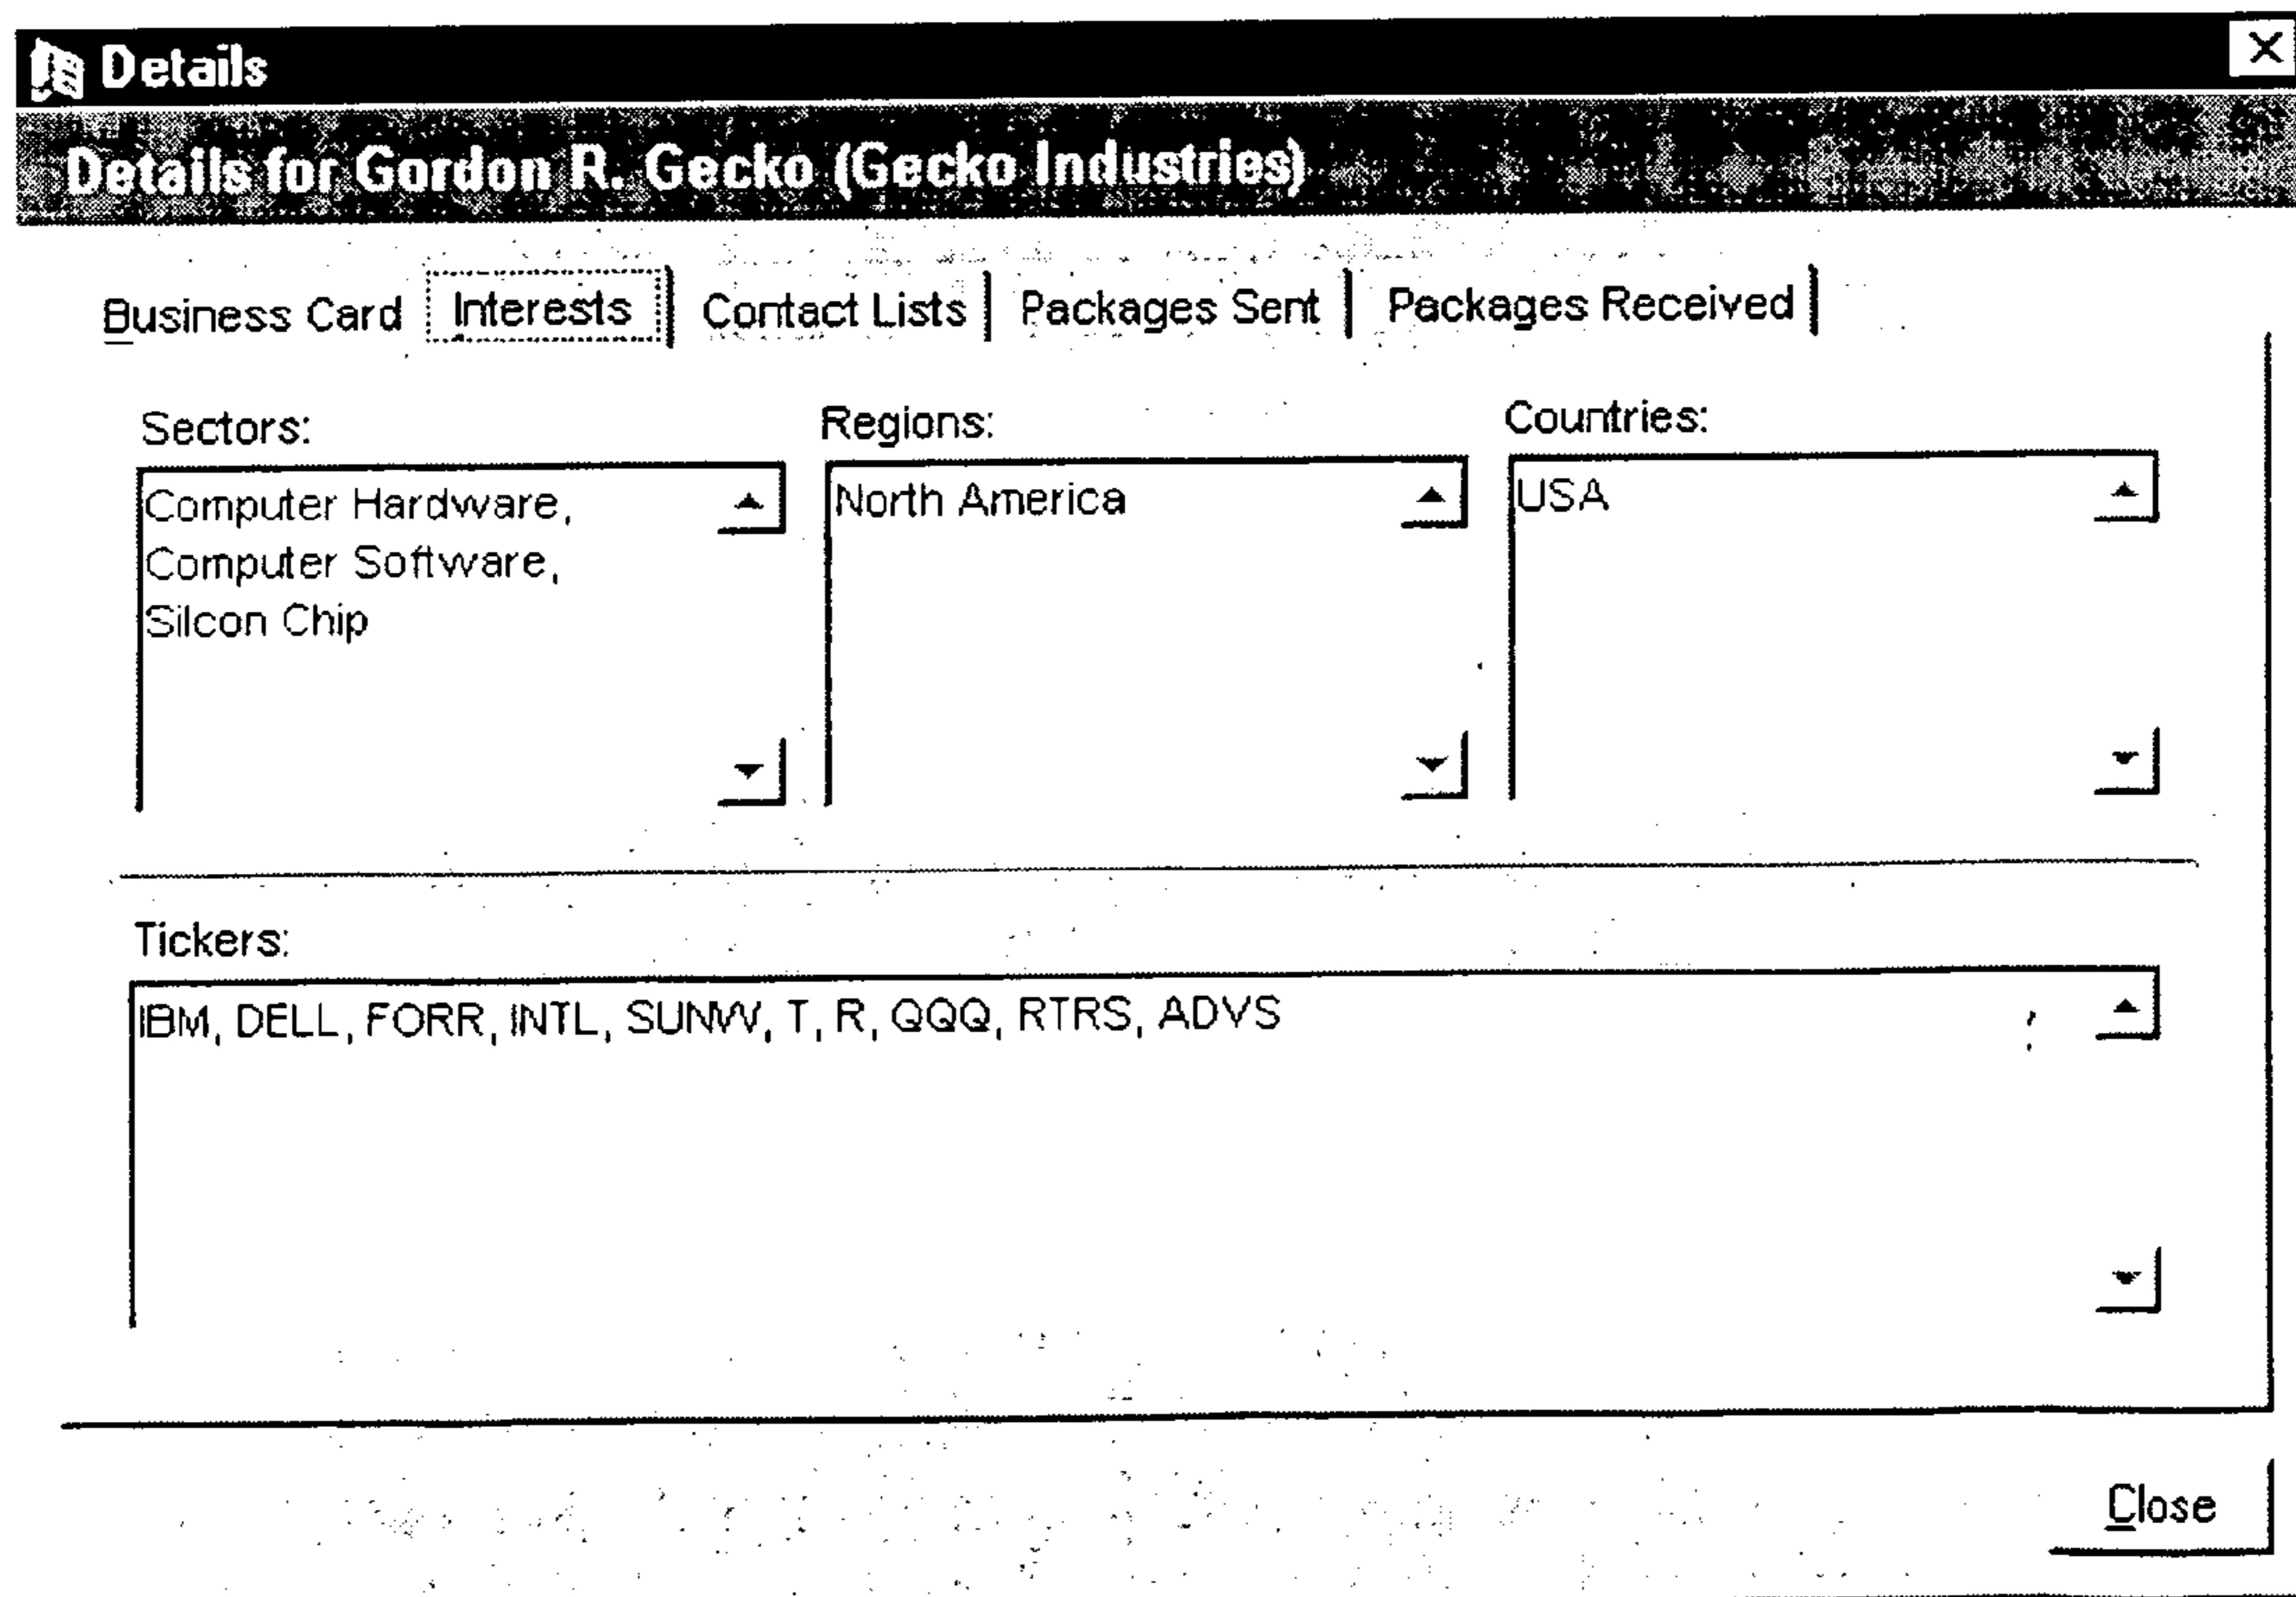 Details
Details for Gordon R. Gecko (Gecko Industries)
Business Card Interests Contact Lists Packages Sent Packages Received
Sectors: Regions: Countries:
Computer Hardware, North America USA
Computer Software,
Silcon Chip
Tickers:
IBM, DELL, FORR, INTL, SUNW, T, R, QQQ, RTRS, ADVS
Close